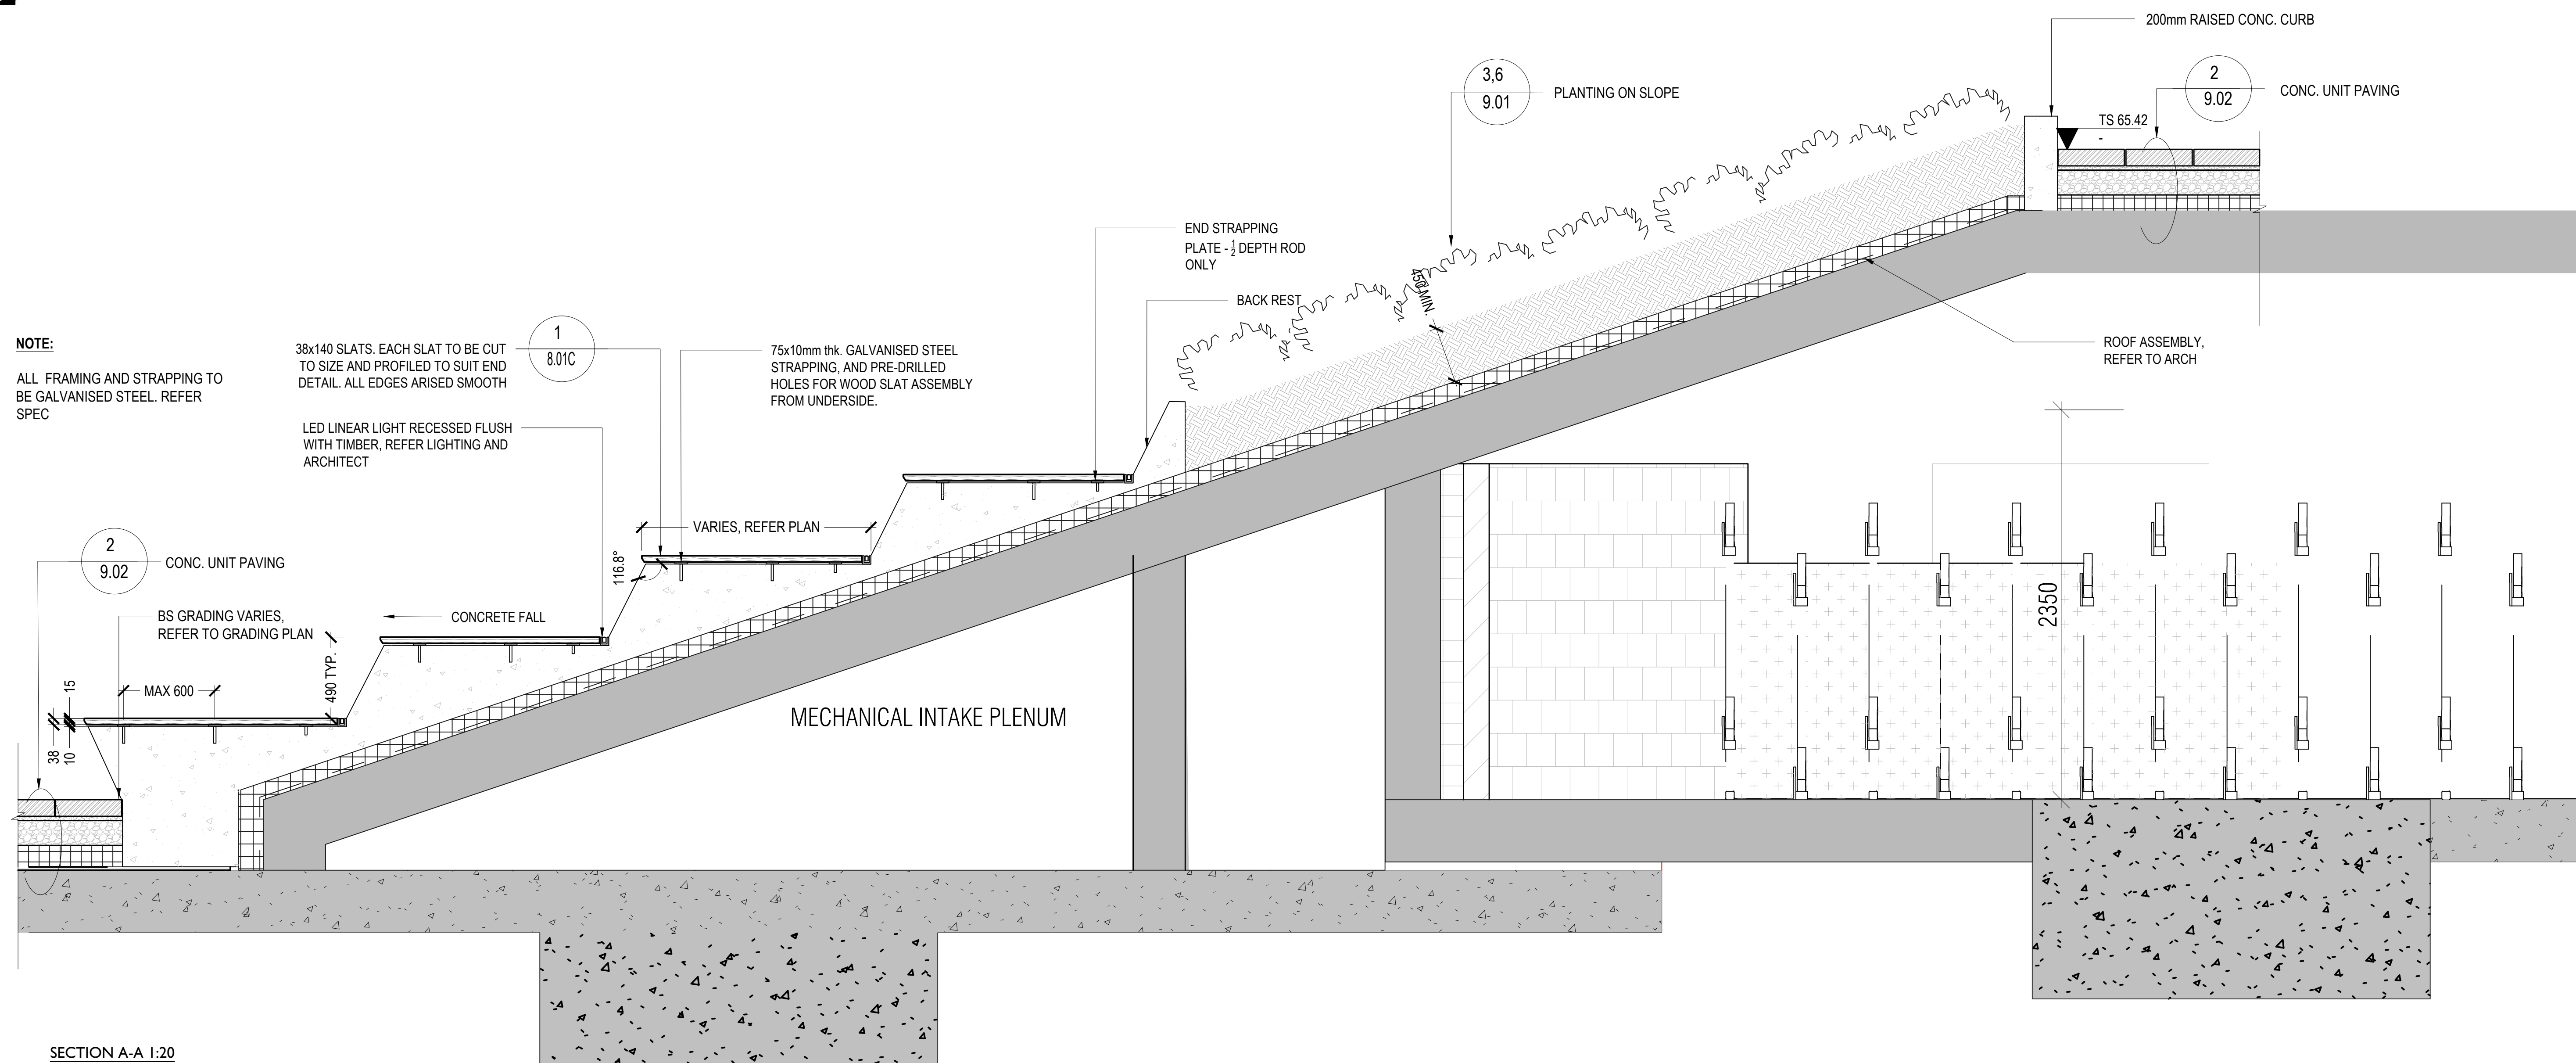 200mm RAISED CONC. CURB
3,6
9.01
PLANTING ON SLOPE
2
9.02
CONC. UNIT PAVING
TS 65.42
-
END STRAPPING
PLATE - ½ DEPTH ROD
ONLY
BACK REST
450 MIN.
NOTE:
ALL FRAMING AND STRAPPING TO
BE GALVANISED STEEL. REFER
SPEC
38x140 SLATS. EACH SLAT TO BE CUT
TO SIZE AND PROFILED TO SUIT END
DETAIL. ALL EDGES ARISED SMOOTH
1
8.01C
75x10mm thk. GALVANISED STEEL
STRAPPING, AND PRE-DRILLED
HOLES FOR WOOD SLAT ASSEMBLY
FROM UNDERSIDE.
ROOF ASSEMBLY,
REFER TO ARCH
LED LINEAR LIGHT RECESSED FLUSH
WITH TIMBER, REFER LIGHTING AND
ARCHITECT
VARIES, REFER PLAN
116.8°
2
9.02
CONC. UNIT PAVING
BS GRADING VARIES,
REFER TO GRADING PLAN
CONCRETE FALL
2350
490 TYP.
MAX 600
15
38
10
MECHANICAL INTAKE PLENUM
SECTION A-A 1:20